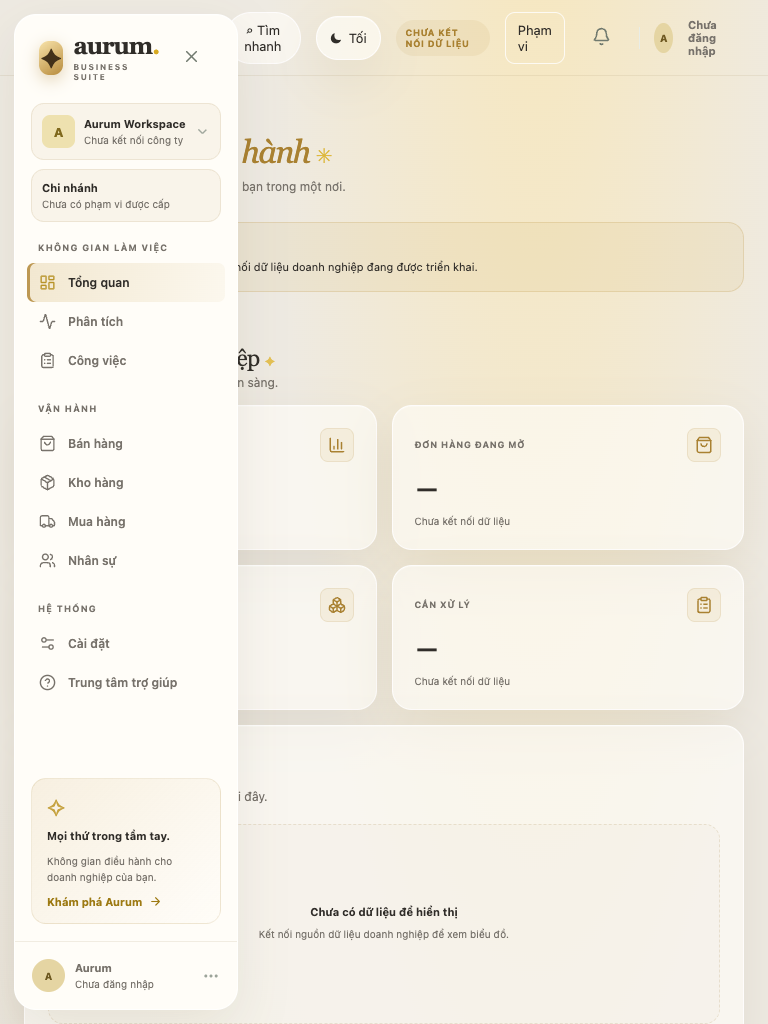 aurum.
BUSINESS
SUITE
A
Aurum Workspace
Chưa kết nối công ty
Chi nhánh
Chưa có phạm vi được cấp
KHÔNG GIAN LÀM VIỆC
Tổng quan
Phân tích
Công việc
VẬN HÀNH
Bán hàng
Kho hàng
Mua hàng
Nhân sự
HỆ THỐNG
Cài đặt
Trung tâm trợ giúp
Mọi thứ trong tầm tay.
Không gian điều hành cho
doanh nghiệp của bạn.
Khám phá Aurum
A
Aurum
Chưa đăng nhập
Tìm
nhanh
Tối
CHƯA KẾT
NỐI DỮ LIỆU
Phạm
vi
A
Chưa
đăng
nhập
hành
bạn trong một nơi.
dữ liệu doanh nghiệp đang được triển khai.
n sàng.
ĐƠN HÀNG ĐANG MỞ
–
Chưa kết nối dữ liệu
CẦN XỬ LÝ
–
Chưa kết nối dữ liệu
đây.
Chưa có dữ liệu để hiển thị
Kết nối nguồn dữ liệu doanh nghiệp để xem biểu đồ.